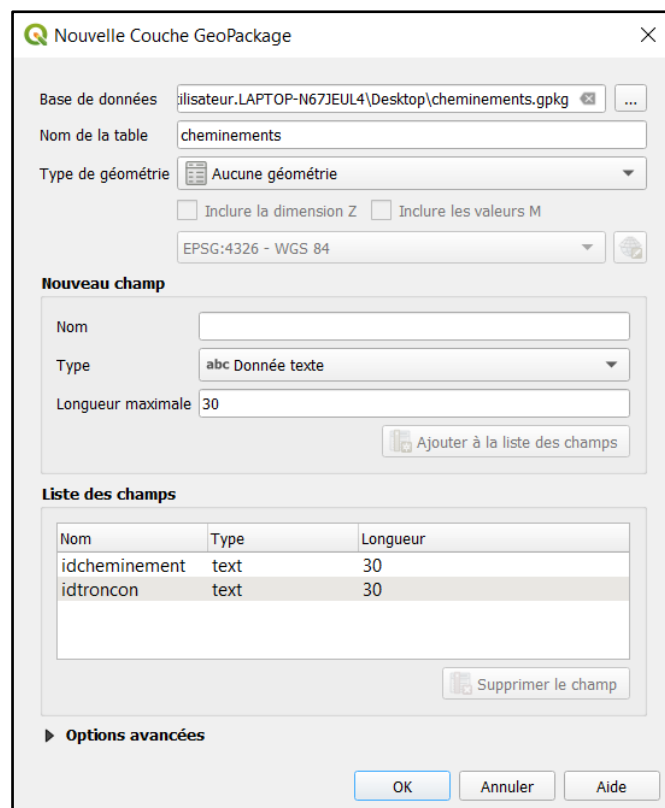 Nouvelle Couche GeoPackage
Base de données tilisateur.LAPTOP-N67JEUL4\Desktop\cheminements.gpkg ...
Nom de la table cheminements
Type de géométrie Aucune géométrie
Inclure la dimension Z Inclure les valeurs M
EPSG:4326 - WGS 84
Nouveau champ
Nom
Type abc Donnée texte
Longueur maximale 30
Ajouter à la liste des champs
Liste des champs
Nom Type Longueur
idcheminement text 30
idtroncon text 30
Supprimer le champ
Options avancées
OK Annuler Aide